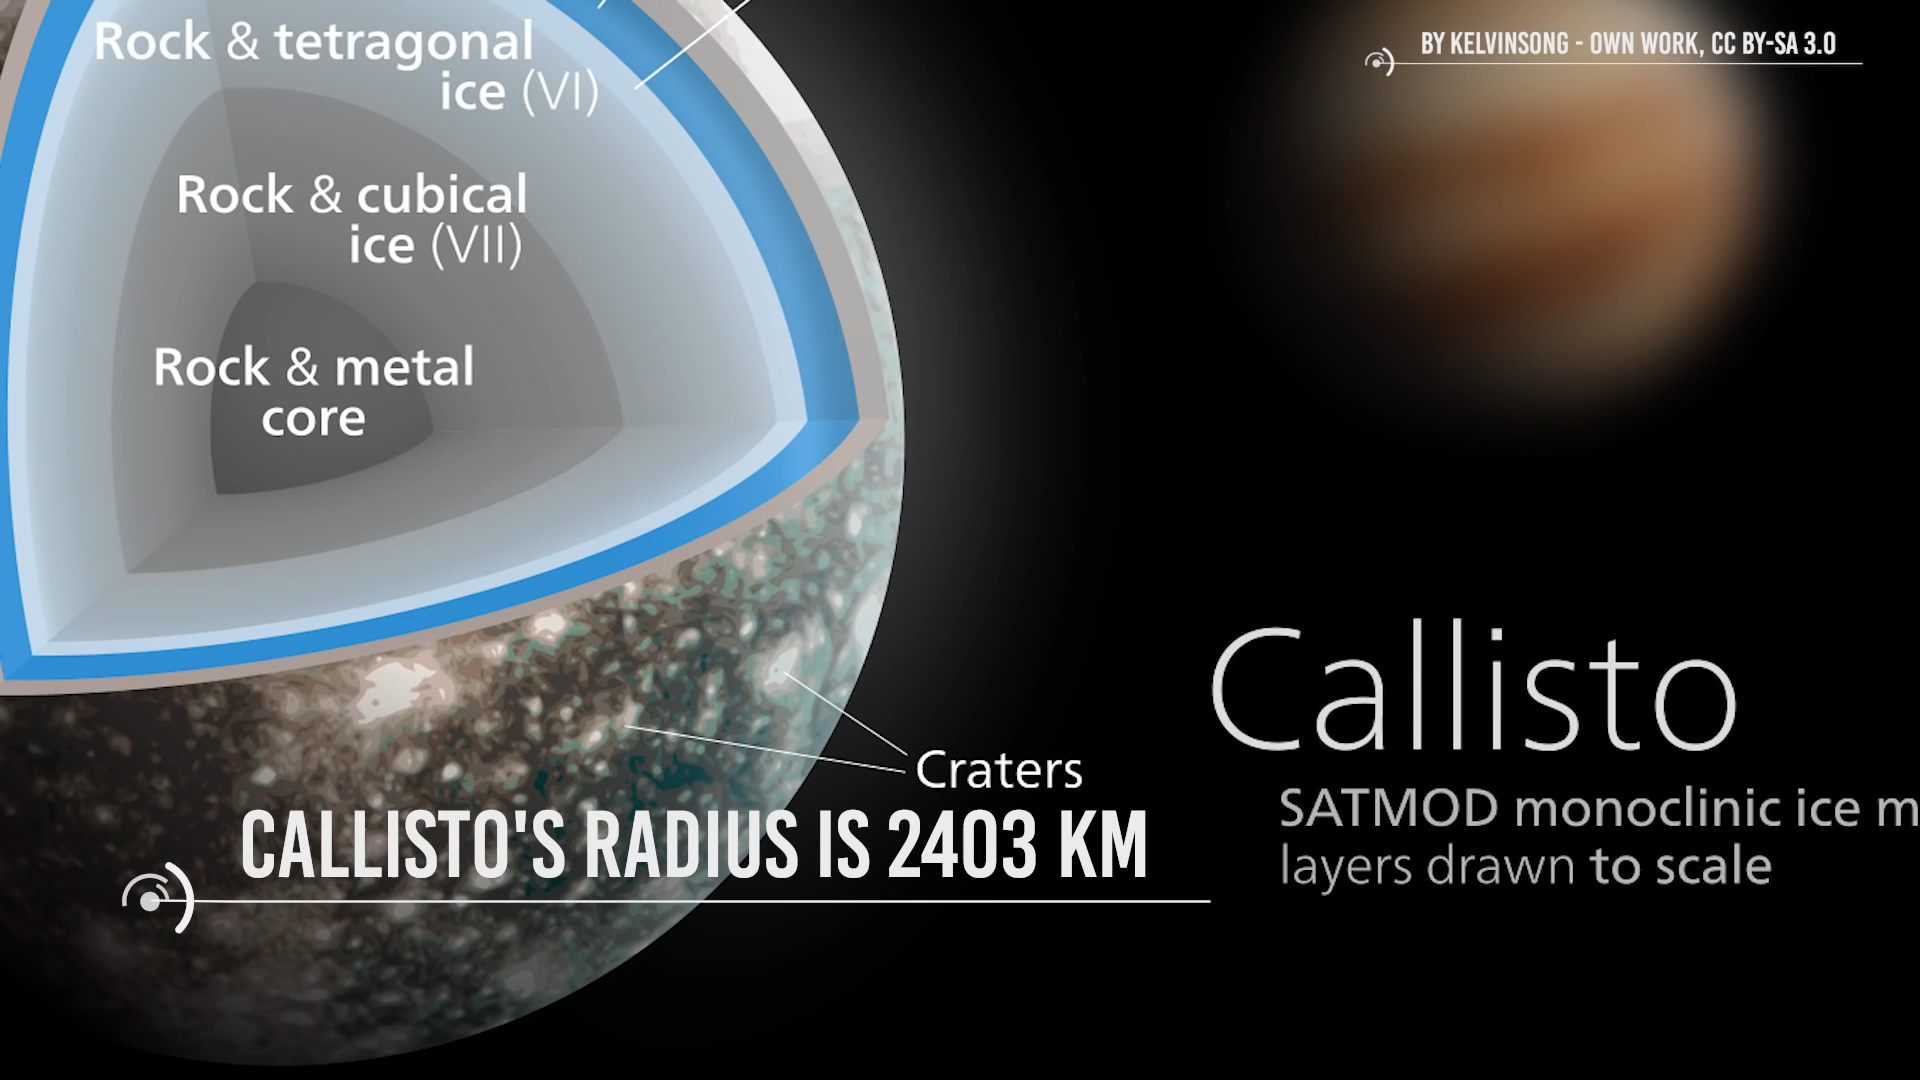 Rock & tetragonal
ice (VI)
BY KELVINSONG - OWN WORK, CC BY-SA 3.0
Rock & cubical
ice (VII)
Rock & metal
core
Callisto
Craters
SATMOD monoclinic ice m
layers drawn to scale
CALLISTO'S RADIUS IS 2403 KM